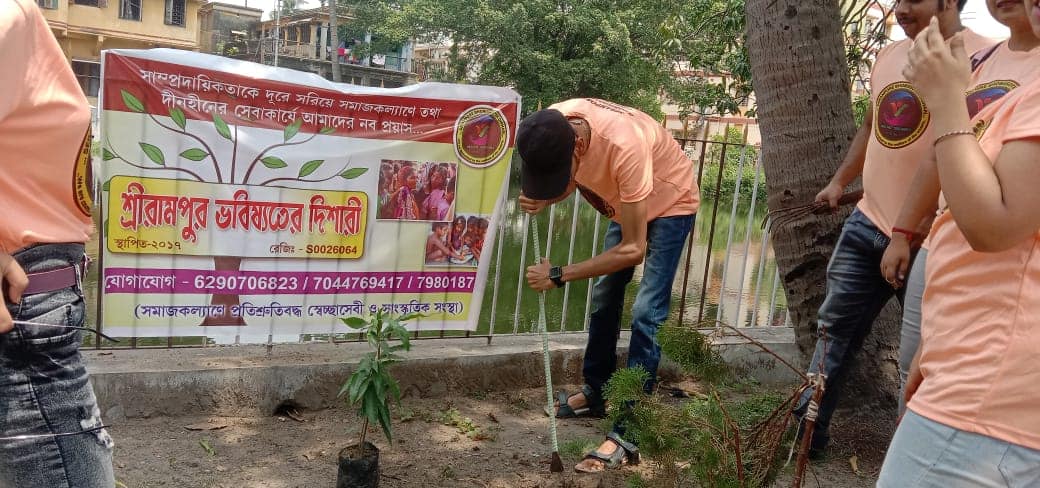 সাম্প্রদায়িকতাকে দূরে সরিয়ে সমাজকল্যাণে তথা
দীনহীনের সেবাকার্যে আমাদের নব প্রয়াস...
শ্রীরামপুর ভবিষ্যতের দিশারী
স্থাপিত-২০১৭ রেজিঃ - S0026064
যোগাযোগ - 6290706823 / 7044769417 / 7980187
(সমাজকল্যাণে প্রতিশ্রুতিবদ্ধ স্বেচ্ছাসেবী ও সাংস্কৃতিক সংস্থা)